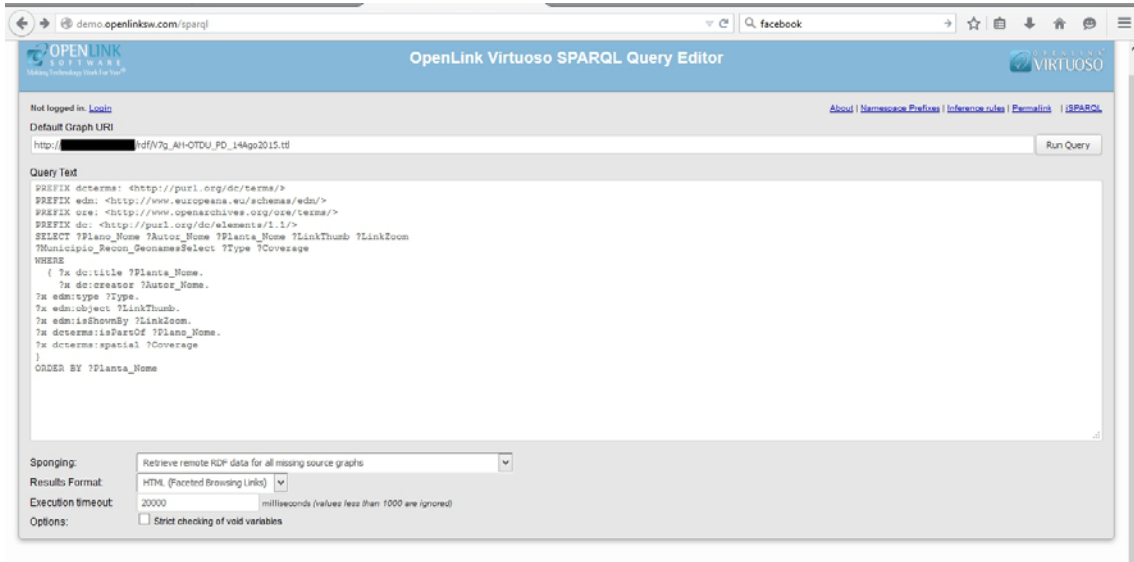 demo.openlinksw.com/sparql
facebook
OPENLINK
SOFTWARE
Making Technology Work For You
OpenLink Virtuoso SPARQL Query Editor
OPENLINK
VIRTUOSO
Not logged in. Login
About | Namespace Prefixes | Inference rules | Permalink | iSPARQL
Default Graph URI
http:// /rdf/V7g_AH-OTDU_PD_14Ago2015.ttl
Run Query
Query Text
PREFIX dcterms: <http://purl.org/dc/terms/>
PREFIX edm: <http://www.europeana.eu/schemas/edm/>
PREFIX ore: <http://www.openarchives.org/ore/terms/>
PREFIX dc: <http://purl.org/dc/elements/1.1/>
SELECT ?Plano_Nome ?Autor_Nome ?Planta_Nome ?LinkThumb ?LinkZoom
?Municipio_Recon_GeonamesSelect ?Type ?Coverage
WHERE
{ ?x dc:title ?Planta_Nome.
?x dc:creator ?Autor_Nome.
?x edm:type ?Type.
?x edm:object ?LinkThumb.
?x edm:isShownBy ?LinkZoom.
?x dcterms:isPartOf ?Plano_Nome.
?x dcterms:spatial ?Coverage
}
ORDER BY ?Planta_Nome
Sponging: Retrieve remote RDF data for all missing source graphs
Results Format: HTML (Faceted Browsing Links)
Execution timeout: 20000 milliseconds (values less than 1000 are ignored)
Options: Strict checking of void variables